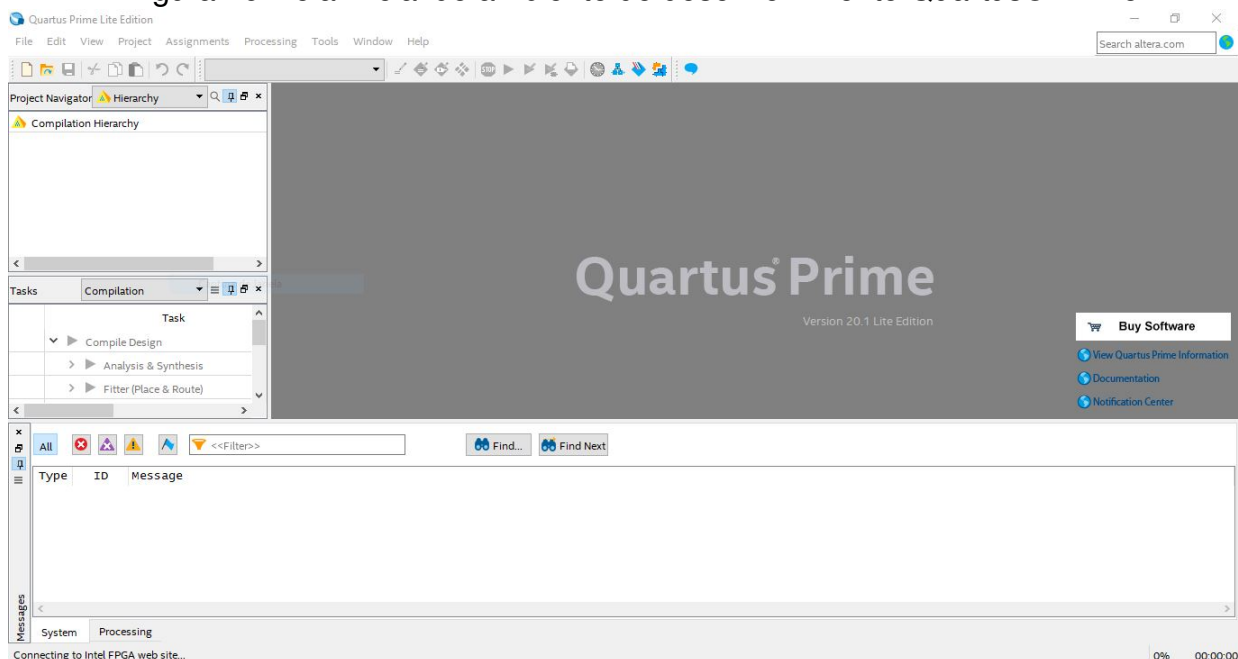 Quartus Prime Lite Edition
File Edit View Project Assignments Processing Tools Window Help
Search altera.com
Project Navigator Hierarchy
Compilation Hierarchy
Tasks Compilation
Task
Compile Design
Analysis & Synthesis
Fitter (Place & Route)
Quartus® Prime
Version 20.1 Lite Edition
Buy Software
View Quartus Prime Information
Documentation
Notification Center
All <<Filter>> Find... Find Next
Type ID Message
Messages
System Processing
Connecting to Intel FPGA web site... 0% 00:00:00